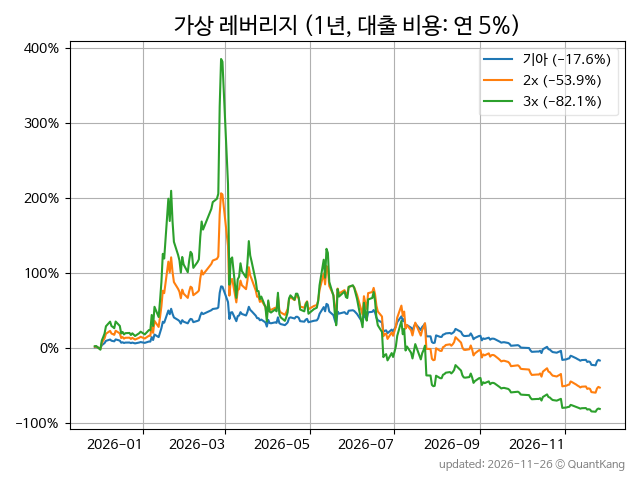 가상 레버리지 (1년, 대출 비용: 연 5%)
400%
300%
200%
100%
0%
−100%
기아 (−17.6%)
2x (−53.9%)
3x (−82.1%)
2026-01
2026-03
2026-05
2026-07
2026-09
2026-11
updated: 2026-11-26 © QuantKang